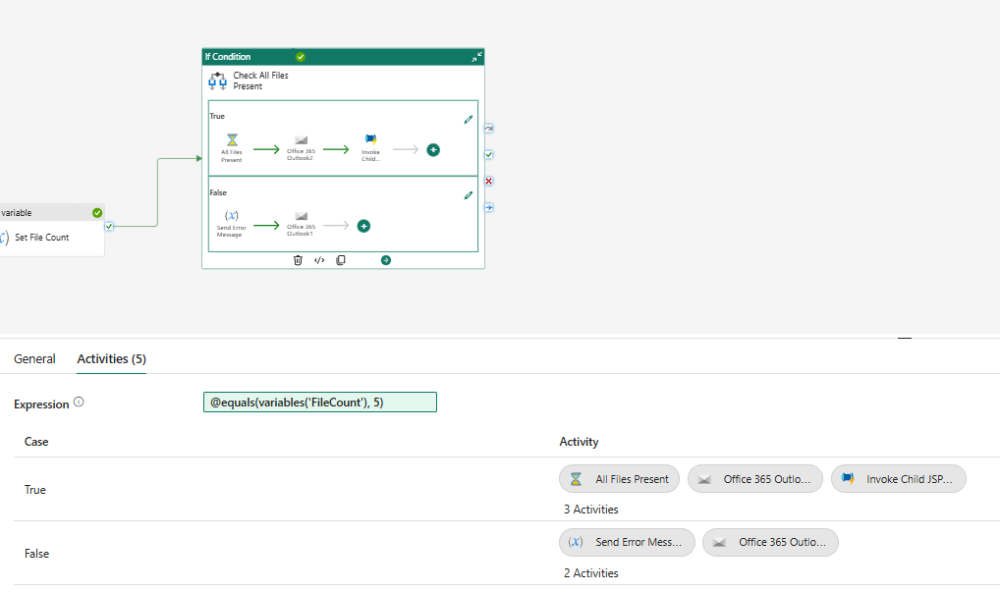 If Condition
Check All Files
Present
True
All Files
Present
Office 365
Outlook2
Invoke
Child...
False
(x)
Send Error
Message
Office 365
Outlook1
variable
Set File Count
</>
General
Activities (5)
Expression
@equals(variables('FileCount'), 5)
Case
Activity
True
All Files Present
Office 365 Outlo...
Invoke Child JSP...
3 Activities
False
(x)
Send Error Mess...
Office 365 Outlo...
2 Activities